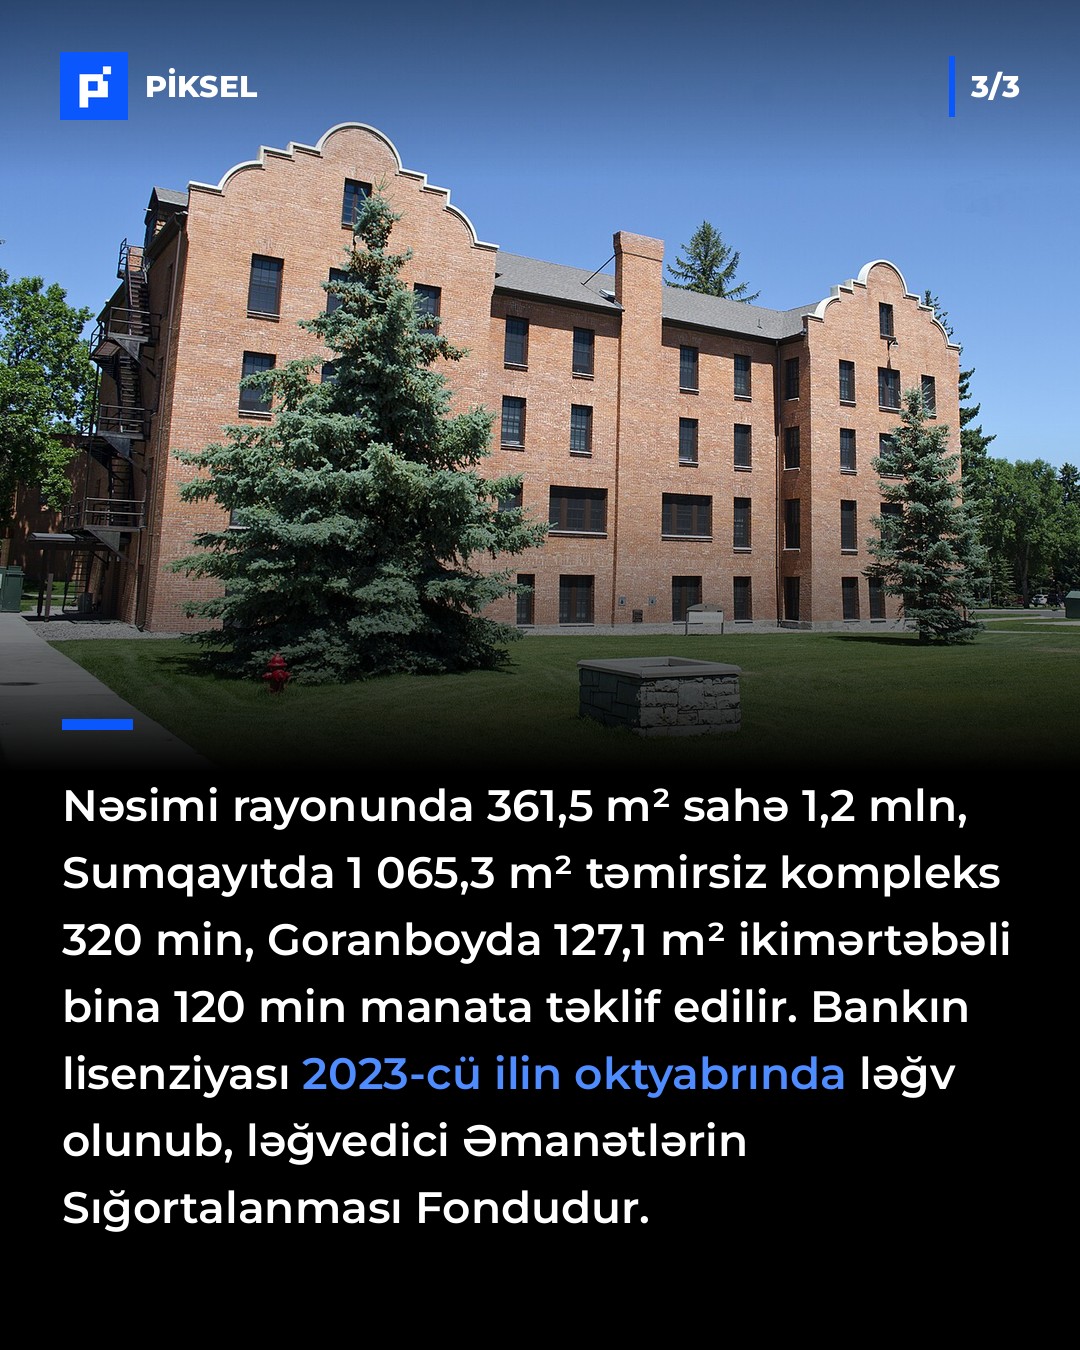 PİKSEL
3/3
Nəsimi rayonunda 361,5 m² sahə 1,2 mln,
Sumqayıtda 1 065,3 m² təmirsiz kompleks
320 min, Goranboyda 127,1 m² ikimərtəbəli
bina 120 min manata təklif edilir. Bankın
lisenziyası 2023-cü ilin oktyabrında ləğv
olunub, ləğvedici Əmanətlərin
Sığortalanması Fondudur.